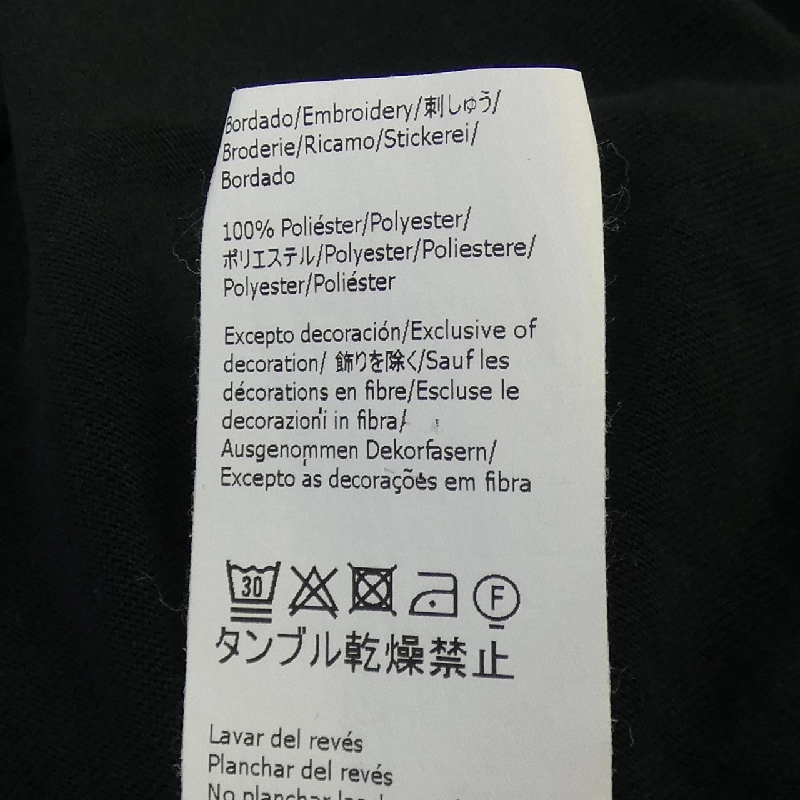 Bordado/Embroidery/刺しゅう/
Broderie/Ricamo/Stickerei/
Bordado
100% Poliéster/Polyester/
ポリエステル/Polyester/Poliestere/
Polyester/Poliéster
Excepto decoración/Exclusive of
decoration/ 飾りを除く/Sauf les
décorations en fibre/Escluse le
decorazioni in fibra/
Ausgenommen Dekorfasern/
Excepto as decorações em fibra
30 F
タンブル乾燥禁止
Lavar del revés
Planchar del revés
No planchar